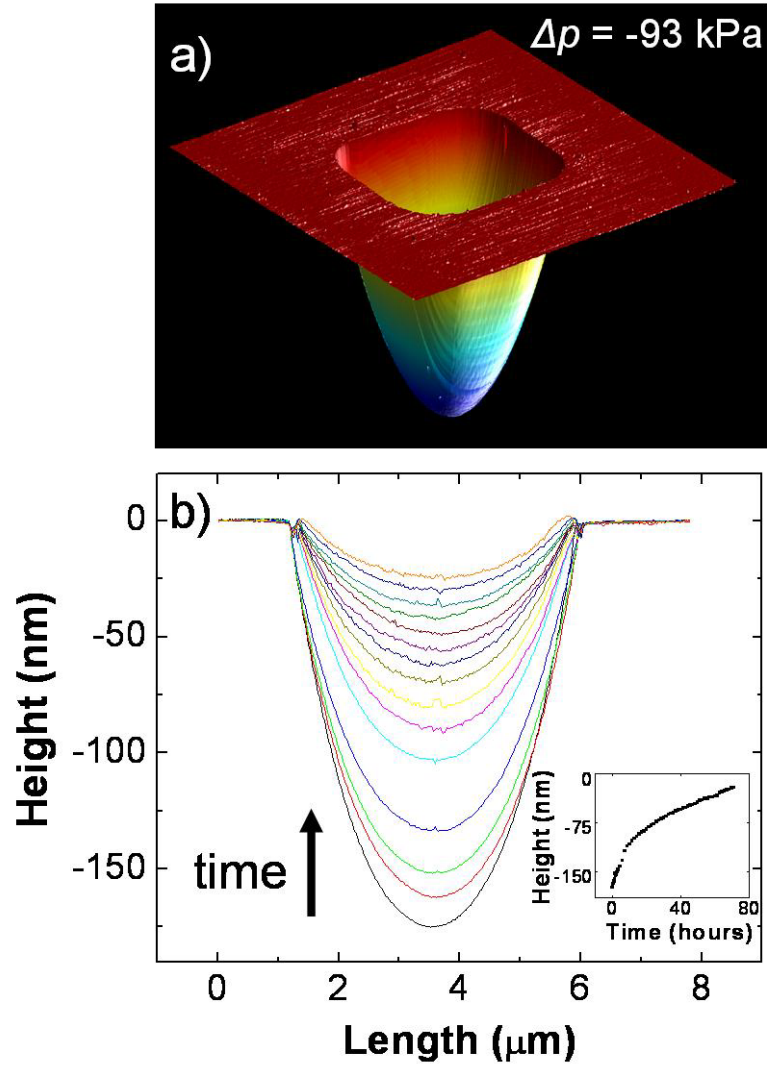 a)
Δp = -93 kPa
b)
0
-50
-100
-150
Height (nm)
time
0
-75
-150
Height (nm)
0 40 80
Time (hours)
0 2 4 6 8
Length (μm)